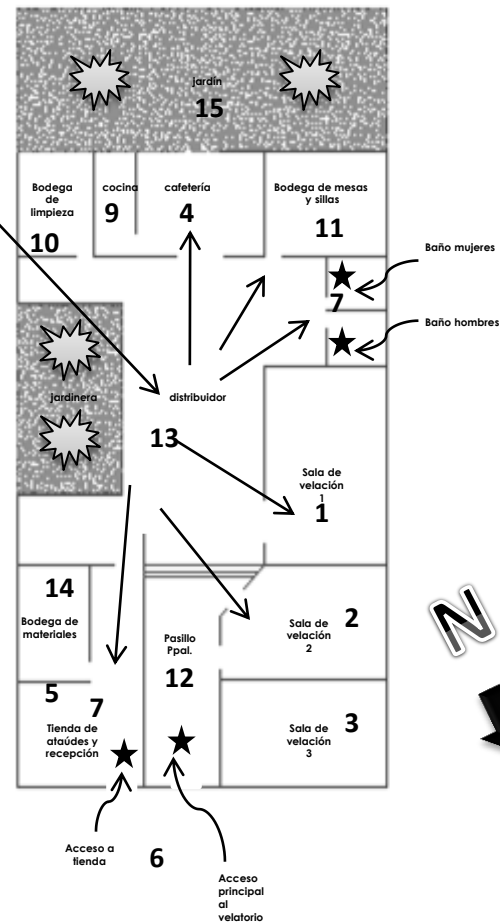 jardín
15
Bodega
de
limpieza
10
cocina
9
cafetería
4
Bodega de mesas
y sillas
11
Baño mujeres
7
Baño hombres
jardinera
distribuidor
13
Sala de
velación
1
1
14
Bodega de
materiales
Pasillo
Ppal.
12
Sala de
velación
2
2
N
5
7
Tienda de
ataúdes y
recepción
Sala de
velación
3
3
Acceso a
tienda
6
Acceso
principal
al
velatorio